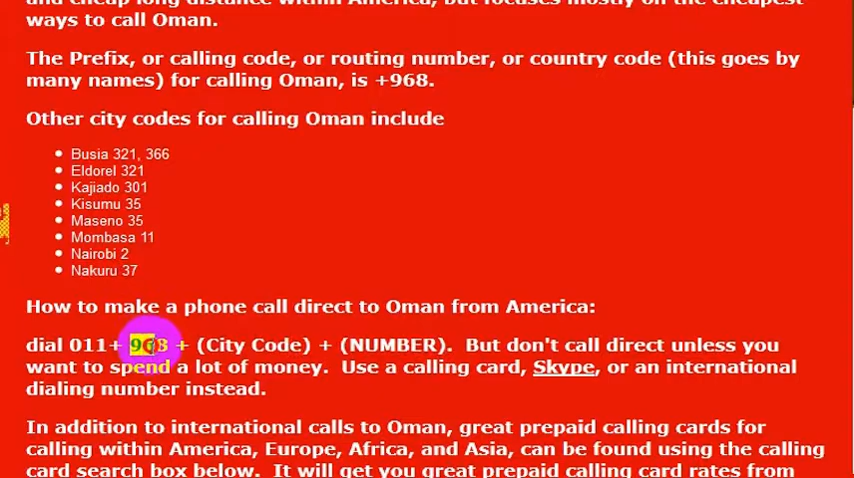 and cheap long distance within America, but focuses mostly on the cheapest
ways to call Oman.
The Prefix, or calling code, or routing number, or country code (this goes by
many names) for calling Oman, is +968.
Other city codes for calling Oman include
Busia 321, 366
Eldorel 321
Kajiado 301
Kisumu 35
Maseno 35
Mombasa 11
Nairobi 2
Nakuru 37
How to make a phone call direct to Oman from America:
dial 011+ 968 + (City Code) + (NUMBER).  But don't call direct unless you
want to spend a lot of money.  Use a calling card, Skype, or an international
dialing number instead.
In addition to international calls to Oman, great prepaid calling cards for
calling within America, Europe, Africa, and Asia, can be found using the calling
card search box below.  It will get you great prepaid calling card rates from